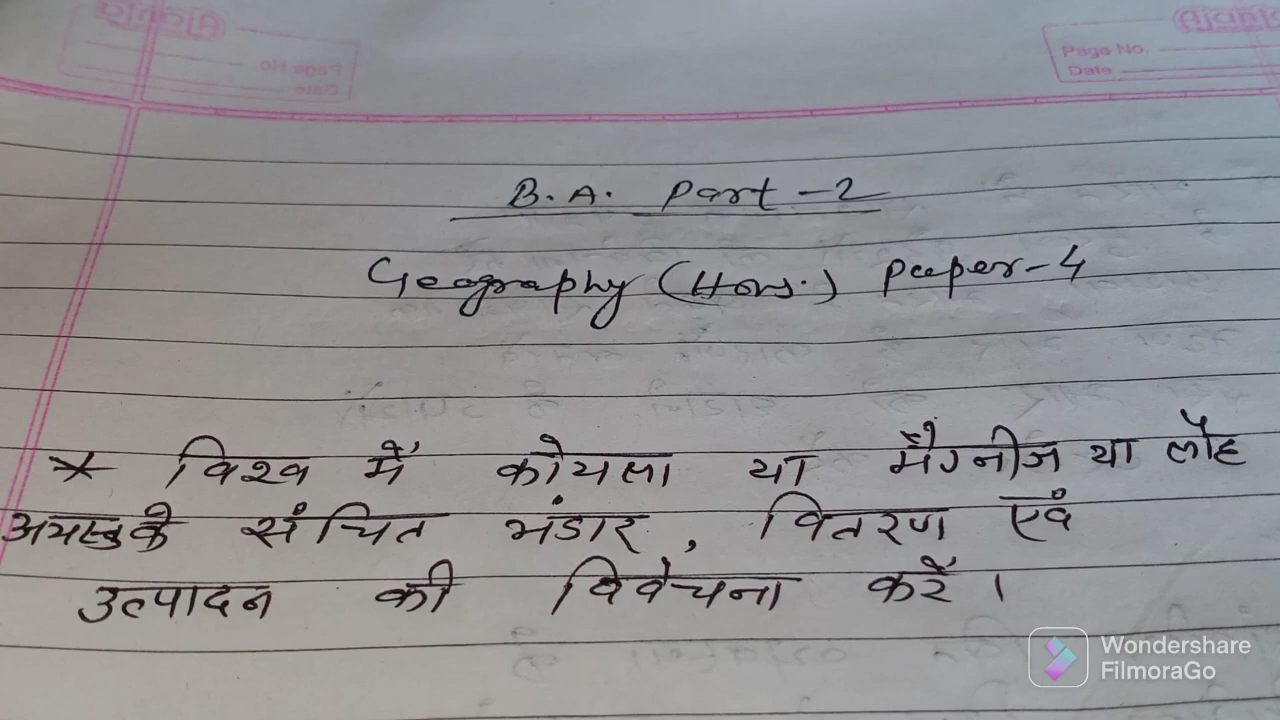 Ajanta
Page No.
Date
B.A. Part-2
Geography (Hons.) Paper-4
* विश्व में कोयला या मैंगनीज या लौह
अयस्क के संचित भंडार, वितरण एवं
उत्पादन की विवेचना करें।
Wondershare
FilmoraGo